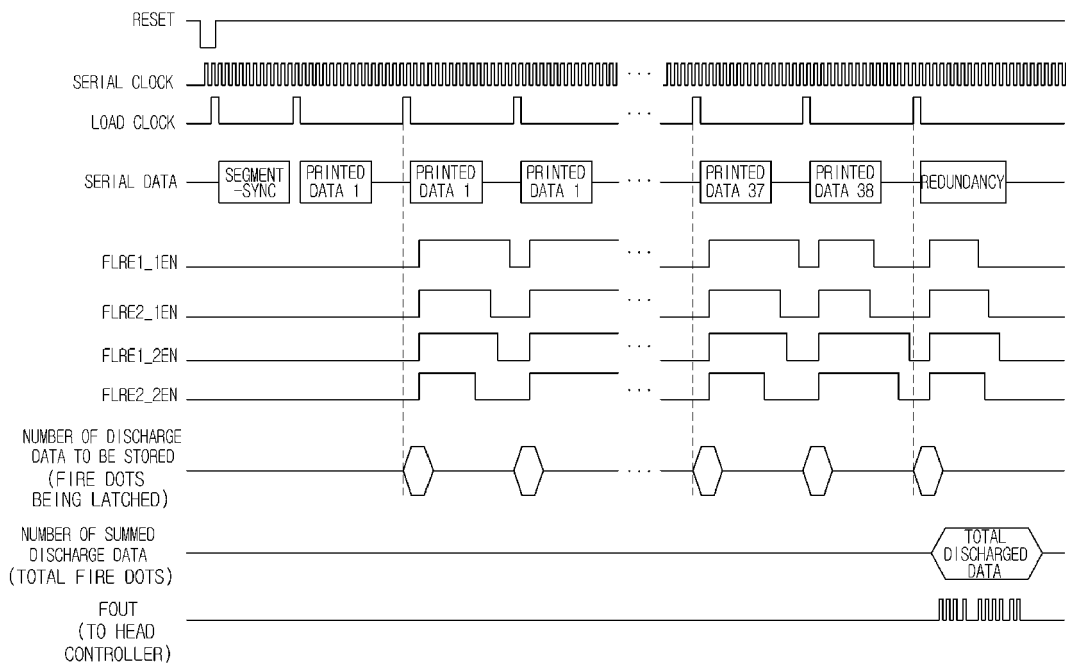 RESET
SERIAL CLOCK
LOAD CLOCK
SERIAL DATA
SEGMENT
-SYNC
PRINTED
DATA 1
PRINTED
DATA 1
PRINTED
DATA 1
PRINTED
DATA 37
PRINTED
DATA 38
REDUNDANCY
FLRE1_1EN
FLRE2_1EN
FLRE1_2EN
FLRE2_2EN
NUMBER OF DISCHARGE
DATA TO BE STORED
(FIRE DOTS
BEING LATCHED)
NUMBER OF SUMMED
DISCHARGE DATA
(TOTAL FIRE DOTS)
TOTAL
DISCHARGED
DATA
FOUT
(TO HEAD
CONTROLLER)